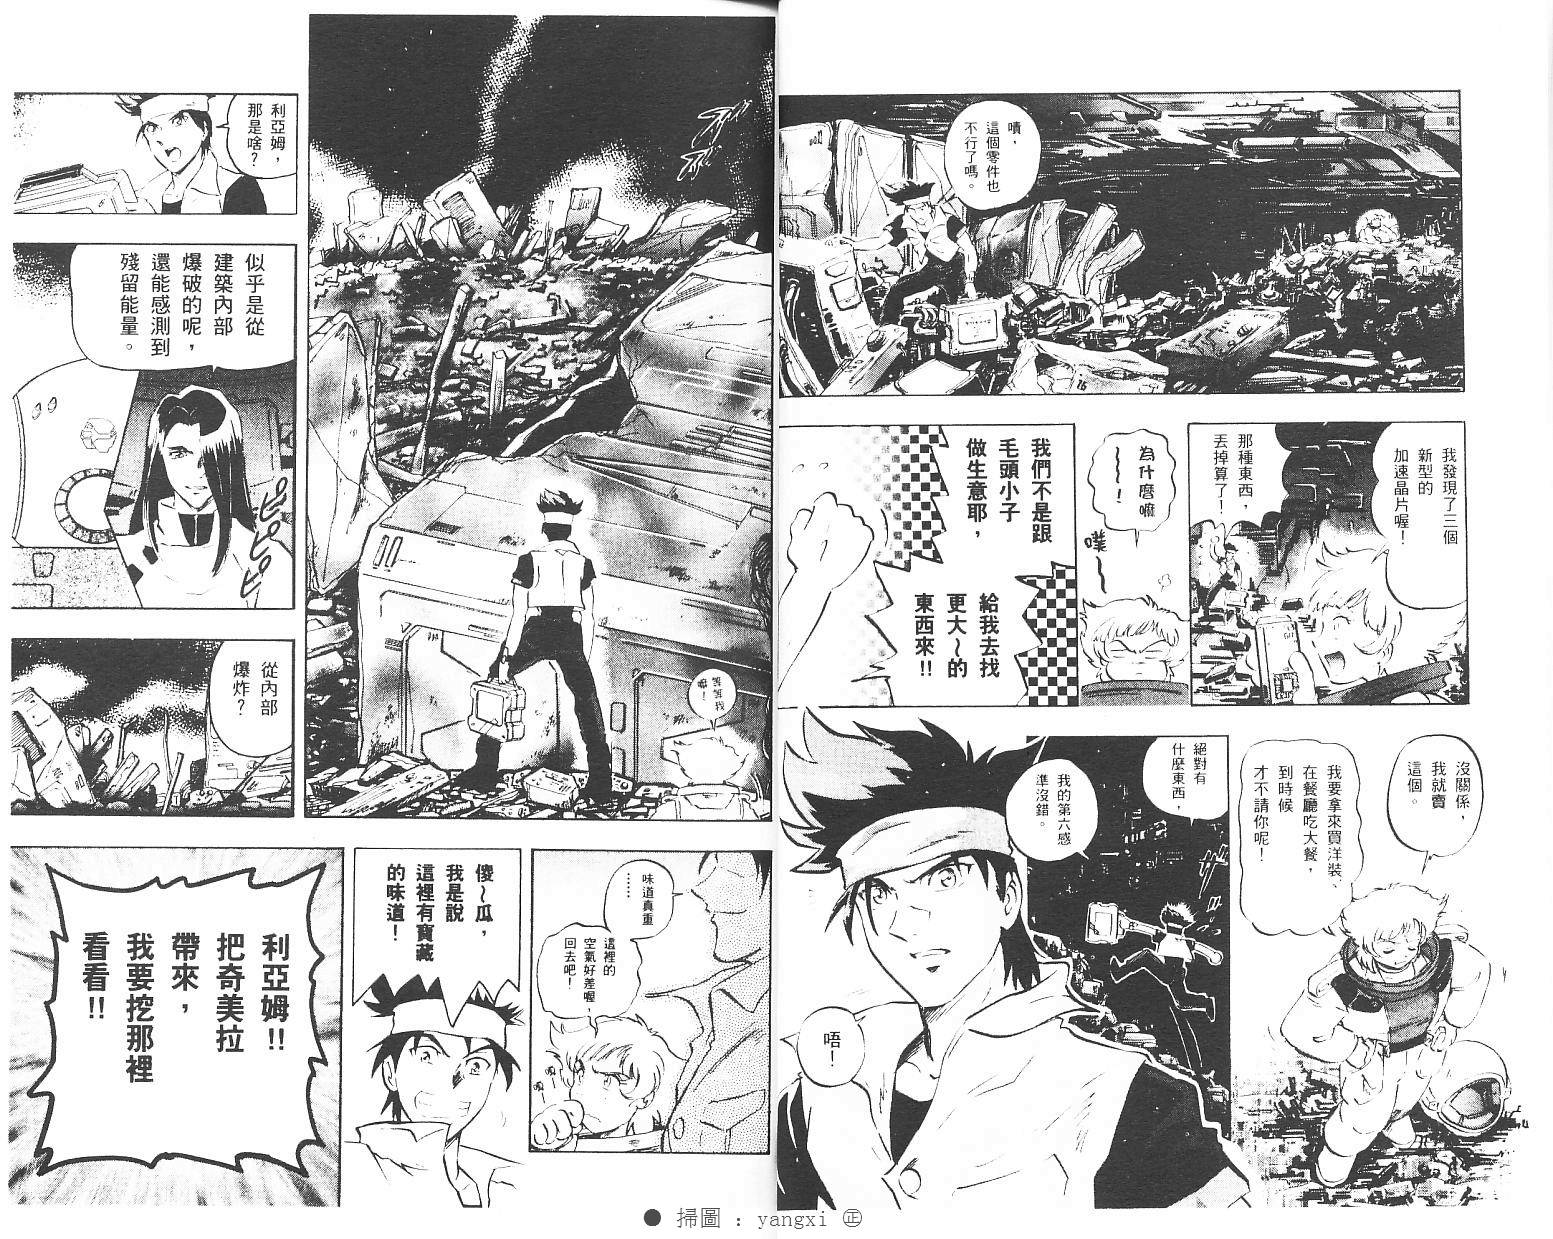 嘖，
這個零件也
不行了嗎。
我發現了三個
新型的
加速晶片喔！
那種東西，
丟掉算了！
為什麼嘛
～～！
噗～～
我們不是跟
毛頭小子
做生意耶，
給我去找
更大～的
東西來!!
沒關係，
我就賣
這個。
我要拿來買洋裝、
在餐廳吃大餐，
到時候
才不請你呢！
絕對有
什麼東西，
我的第六感
準沒錯。
唔！
等等我
嘛！
利亞姆，
那是啥？
似乎是從
建築內部
爆破的呢，
還能感測到
殘留能量。
ピピピピ
從內部
爆炸？
味道真重
……
這裡的
空氣好差喔，
回去吧！
傻～瓜，
我是說
這裡有寶藏
的味道！
利亞姆!!
把奇美拉
帶來，
我要挖那裡
看看!!
● 掃圖 : yangxi ㊣